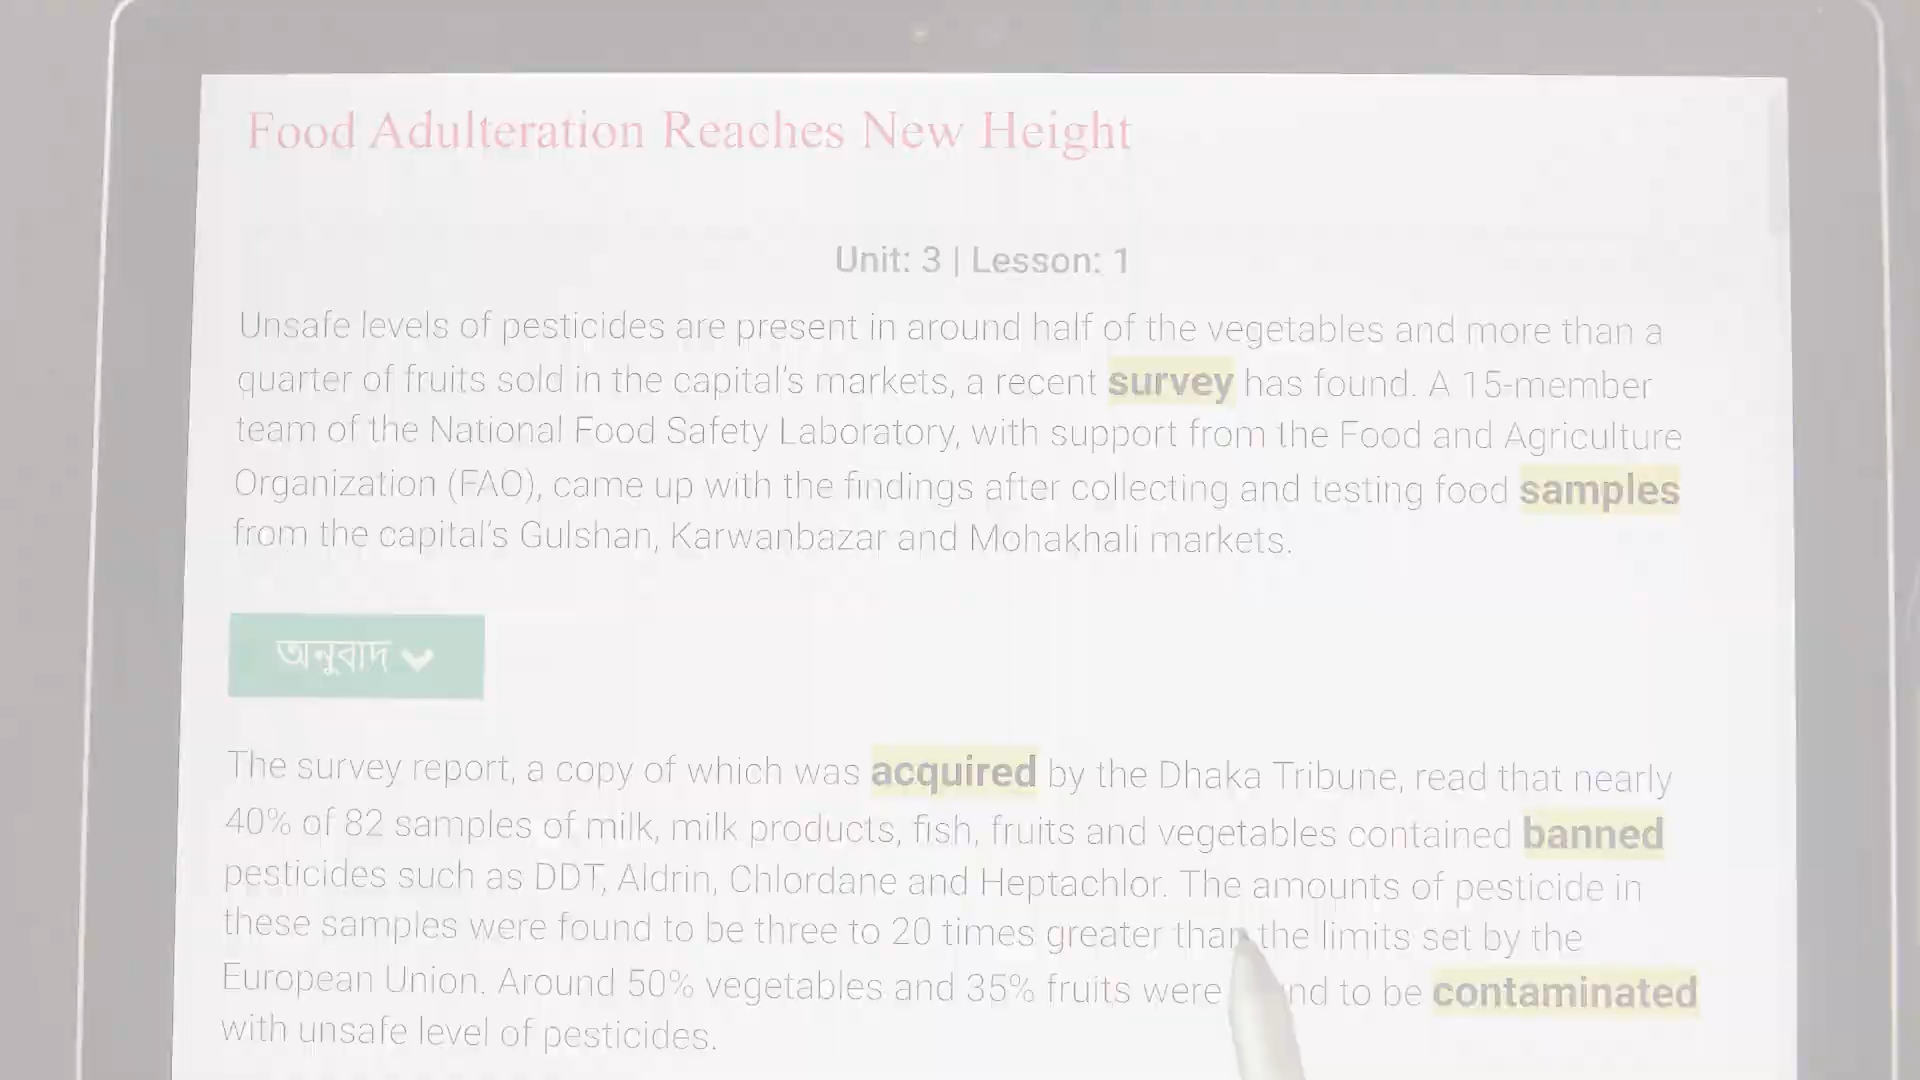 Food Adulteration Reaches New Height
Unit: 3 | Lesson: 1
Unsafe levels of pesticides are present in around half of the vegetables and more than a
quarter of fruits sold in the capital's markets, a recent survey has found. A 15-member
team of the National Food Safety Laboratory, with support from the Food and Agriculture
Organization (FAO), came up with the findings after collecting and testing food samples
from the capital's Gulshan, Karwanbazar and Mohakhali markets.
অনুবাদ
The survey report, a copy of which was acquired by the Dhaka Tribune, read that nearly
40% of 82 samples of milk, milk products, fish, fruits and vegetables contained banned
pesticides such as DDT, Aldrin, Chlordane and Heptachlor. The amounts of pesticide in
these samples were found to be three to 20 times greater than the limits set by the
European Union. Around 50% vegetables and 35% fruits were nd to be contaminated
with unsafe level of pesticides.